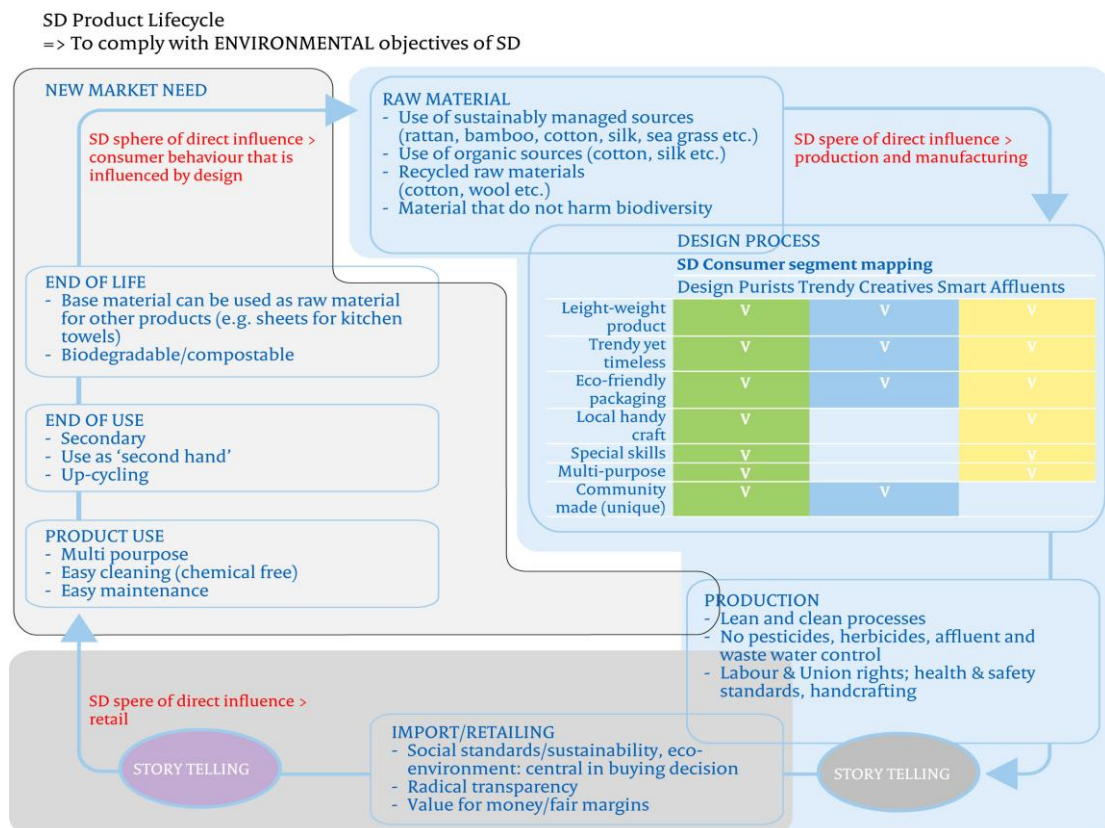 SD Product Lifecycle
=> To comply with ENVIRONMENTAL objectives of SD
NEW MARKET NEED
SD sphere of direct influence >
consumer behaviour that is
influenced by design
RAW MATERIAL
- Use of sustainably managed sources
(rattan, bamboo, cotton, silk, sea grass etc.)
- Use of organic sources (cotton, silk etc.)
- Recycled raw materials
(cotton, wool etc.)
- Material that do not harm biodiversity
SD spere of direct influence >
production and manufacturing
DESIGN PROCESS
SD Consumer segment mapping
Design Purists Trendy Creatives Smart Affluents
Leight-weight
product
V V V
Trendy yet
timeless
V V V
Eco-friendly
packaging
V V V
Local handy
craft
V V
Special skills
V V
Multi-purpose
V V
Community
made (unique)
V V
END OF LIFE
- Base material can be used as raw material
for other products (e.g. sheets for kitchen
towels)
- Biodegradable/compostable
END OF USE
- Secondary
- Use as ‘second hand’
- Up-cycling
PRODUCT USE
- Multi pourpose
- Easy cleaning (chemical free)
- Easy maintenance
PRODUCTION
- Lean and clean processes
- No pesticides, herbicides, affluent and
waste water control
- Labour & Union rights; health & safety
standards, handcrafting
SD spere of direct influence >
retail
STORY TELLING
IMPORT/RETAILING
- Social standards/sustainability, eco-
environment: central in buying decision
- Radical transparency
- Value for money/fair margins
STORY TELLING